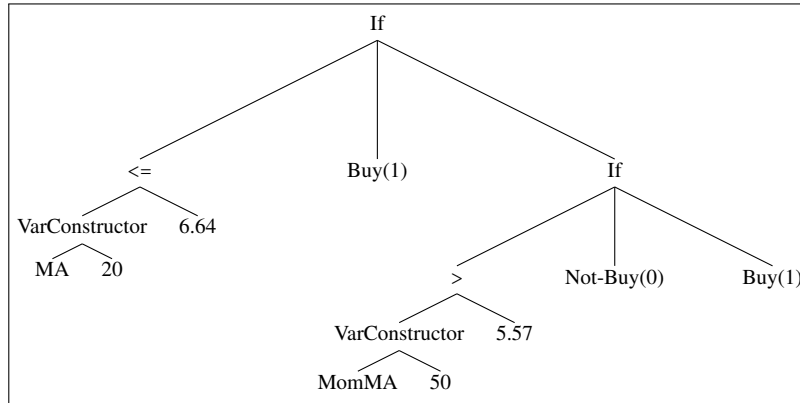 If
<= Buy(1) If
VarConstructor 6.64
MA 20 > Not-Buy(0) Buy(1)
VarConstructor 5.57
MomMA 50